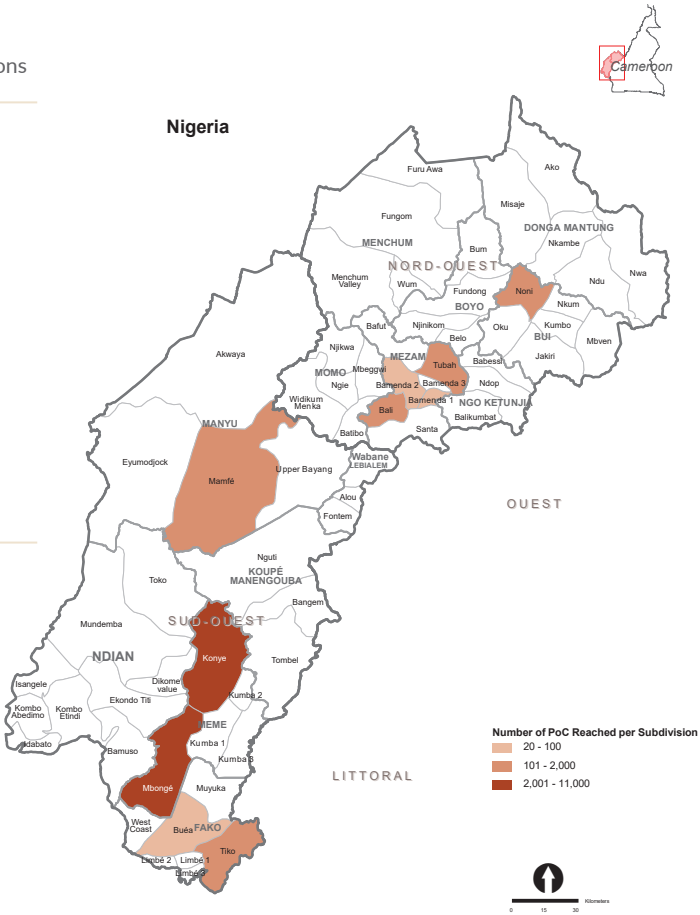 ons
Cameroon
Nigeria
Ako
Furu Awa
Misaje
Fungom
DONGA MANTUNG
MENCHUM
Nkambe
Bum
NORD-OUEST
Nwa
Menchum
Valley
Wum
Fundong
Noni
Ndu
BOYO
Nkum
Bafut
Njinikom
Oku
Kumbo
BUI
Mbven
Belo
Njikwa
Akwaya
MEZAM
Jakiri
Babessi
Tubah
MOMO
Mbeggwi
Ngie
Bamenda 2
Bamenda 3
Ndop
Widikum
Menka
Bamenda 1
NGO KETUNJIA
Bali
Balikumbat
MANYU
Batibo
Santa
Wabane
LEBIALEM
Eyumodjock
Upper Bayang
Mamfé
Alou
OUEST
Fontem
Nguti
KOUPÉ
MANENGOUBA
Toko
Bangem
SUD-OUEST
Mundemba
NDIAN
Konye
Tombel
Dikome
value
Isangele
Kumba 2
Ekondo Titi
Kombo
Abedimo
Kombo
Etindi
MEME
Idabato
Kumba 1
Bamuso
Kumba 3
Number of PoC Reached per Subdivision
20 - 100
101 - 2,000
2,001 - 11,000
LITTORAL
Mbongé
Muyuka
West
Coast
Buéa
FAKO
Tiko
Limbé 2
Limbé 1
Limbé 3
Kilometers
0 15 30